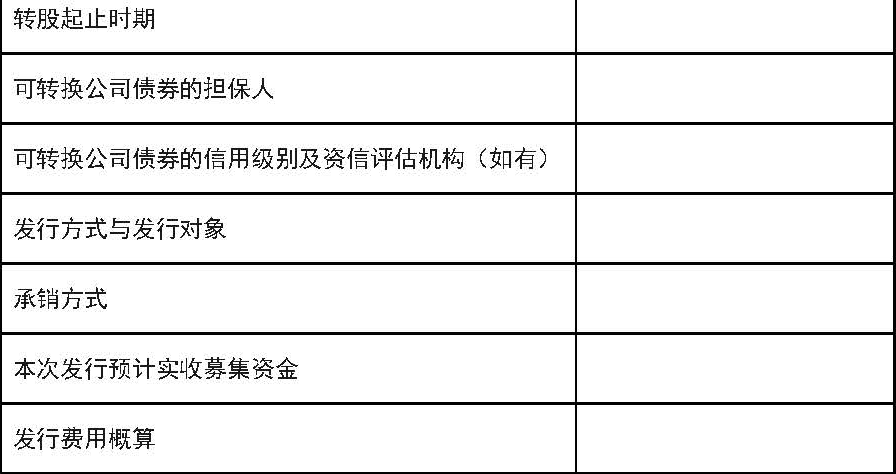 转股起止时期
可转换公司债券的担保人
可转换公司债券的信用级别及资信评估机构（如有）
发行方式与发行对象
承销方式
本次发行预计实收募集资金
发行费用概算